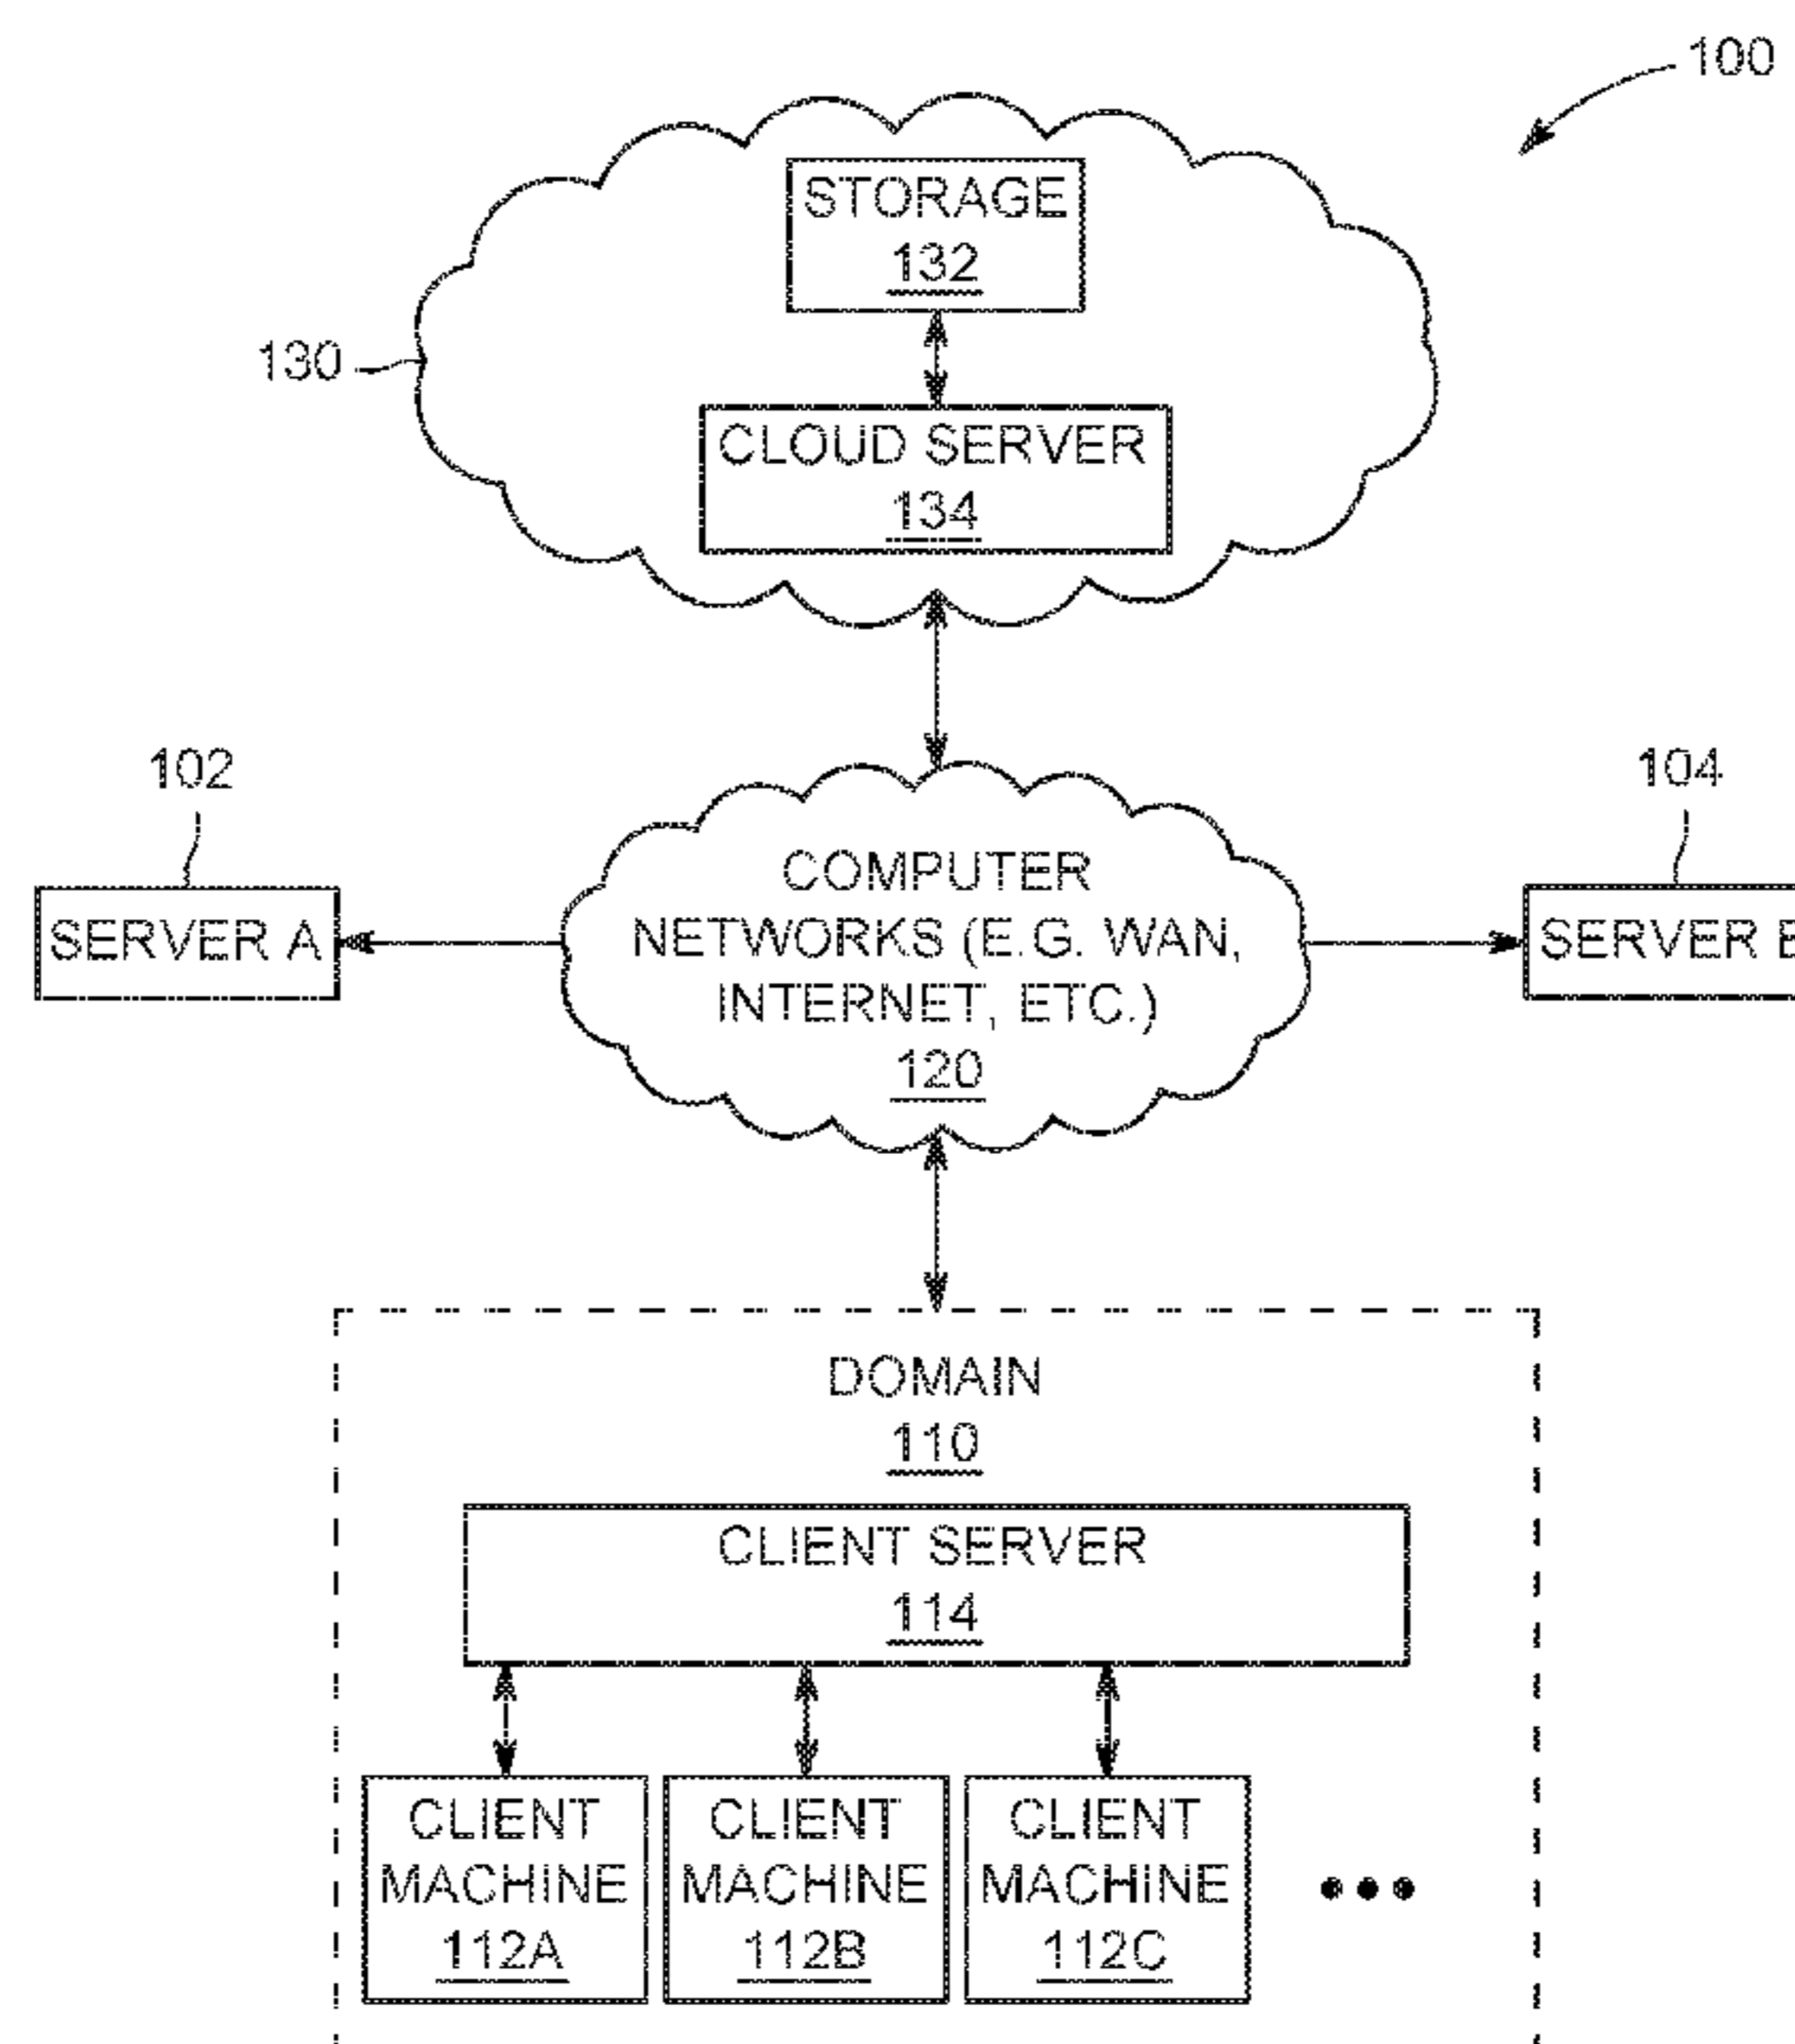 100
STORAGE
132
130
CLOUD SERVER
134
102
104
COMPUTER
NETWORKS (E.G. WAN,
INTERNET, ETC.)
120
SERVER A
SERVER
DOMAIN
110
CLIENT SERVER
114
CLIENT
MACHINE
112A
CLIENT
MACHINE
112B
CLIENT
MACHINE
112C